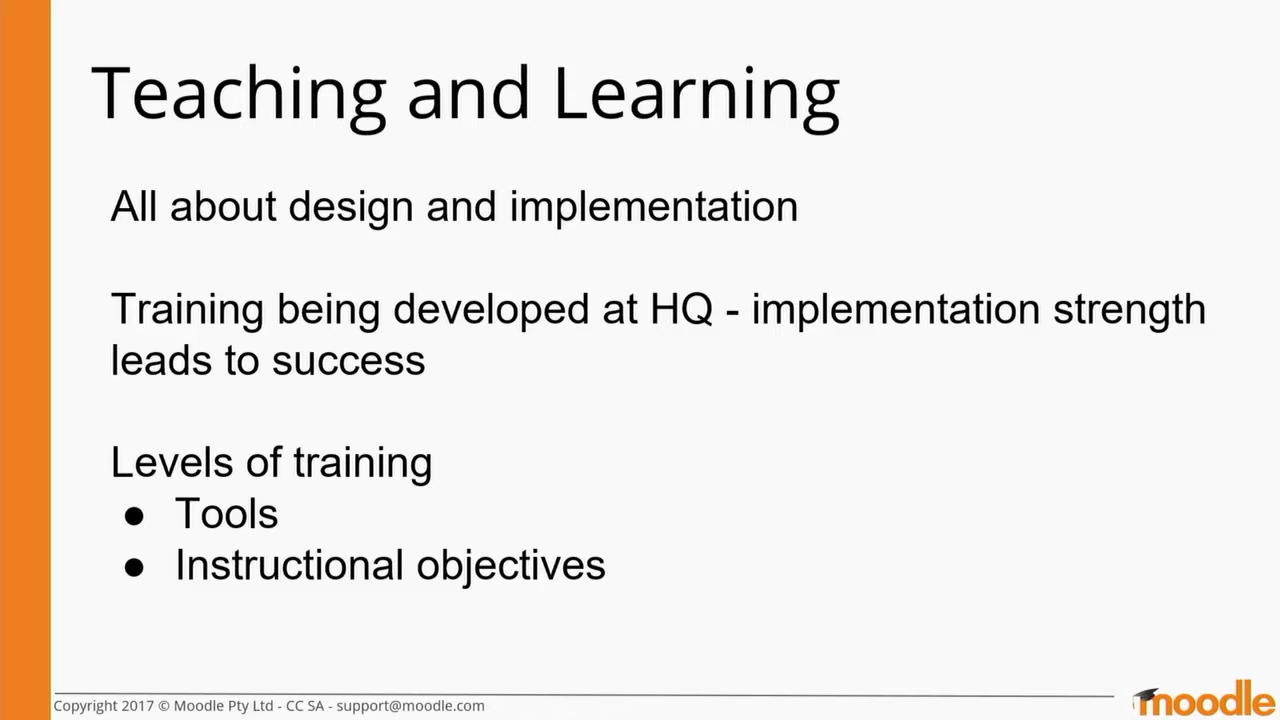 Teaching and Learning
All about design and implementation
Training being developed at HQ - implementation strength
leads to success
Levels of training
● Tools
● Instructional objectives
Copyright 2017 © Moodle Pty Ltd - CC SA - support@moodle.com
moodle